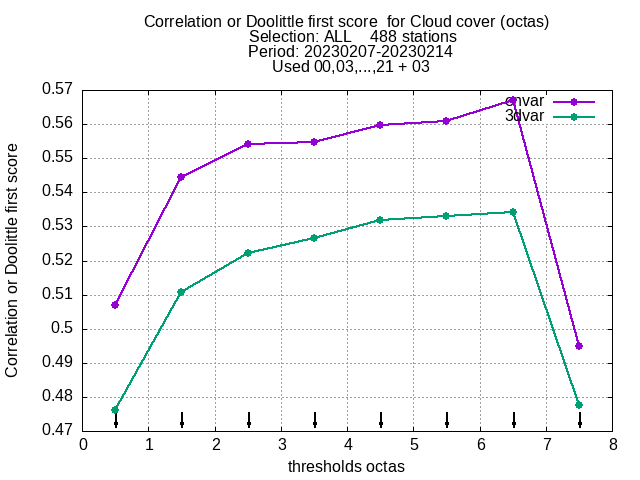 Correlation or Doolittle first score  for Cloud cover (octas)
Selection: ALL    488 stations
Period: 20230207-20230214
Used 00,03,...,21 + 03
envar
3dvar
Correlation or Doolittle first score
0.57
0.56
0.55
0.54
0.53
0.52
0.51
0.5
0.49
0.48
0.47
0 1 2 3 4 5 6 7 8
thresholds octas